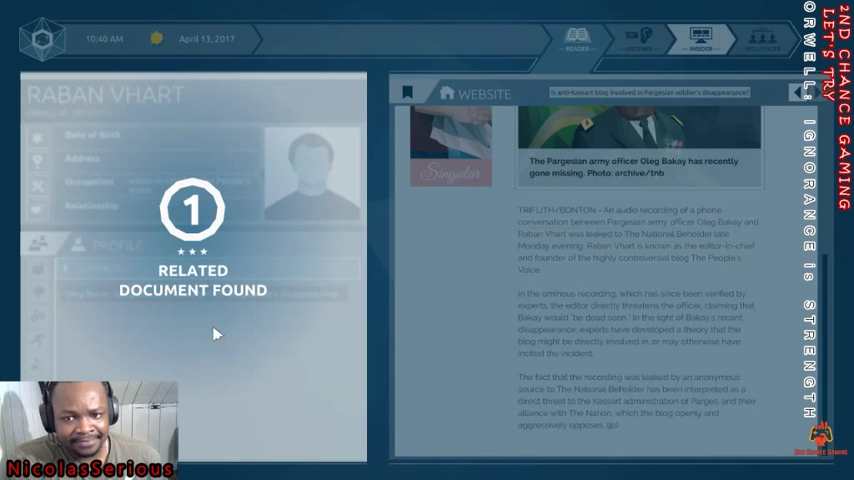 10:40 AM
April 13, 2017
READER
LISTENER
INSIDER
INFLUENCER
RABAN VHART
Date of Birth
Address
Occupation
Relationship
PROFILE
1
RELATED
DOCUMENT FOUND
WEBSITE
is anti-Kassart blog involved in Pargesian soldier's disappearance?
Singular
The Pargesian army officer Oleg Bakay has recently
gone missing. Photo: archive/tnb
TRIFLITH/BONTON – An audio recording of a phone
conversation between Pargesian army officer Oleg Bakay and
Raban Vhart was leaked to The National Beholder late
Monday evening. Raban Vhart is known as the editor-in-chief
and founder of the highly controversial blog The People's
Voice.
In the ominous recording, which has since been verified by
experts, the editor directly threatens the officer, claiming that
Bakay would "be dead soon." In the light of Bakay's recent
disappearance, experts have developed a theory that the
blog might be directly involved in, or may otherwise have
incited the incident.
The fact that the recording was leaked by an anonymous
source to The National Beholder has been interpreted as a
direct threat to the Kassart administration of Parges, and their
alliance with The Nation, which the blog openly and
aggressively opposes. (jp)
2ND CHANCE GAMING
LET'S TRY
ORWELL: IGNORANCE is STRENGTH
NicolasSerious